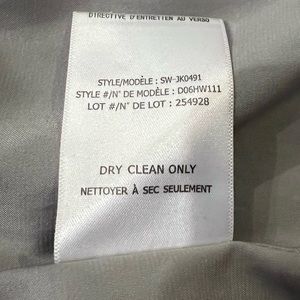 DIRECTIVE D'ENTRETIEN AU VERSO
STYLE/MODÈLE : SW-JK0491
STYLE #/N° DE MODÈLE : D06HW111
LOT #/N° DE LOT : 254928
DRY CLEAN ONLY
NETTOYER À SEC SEULEMENT